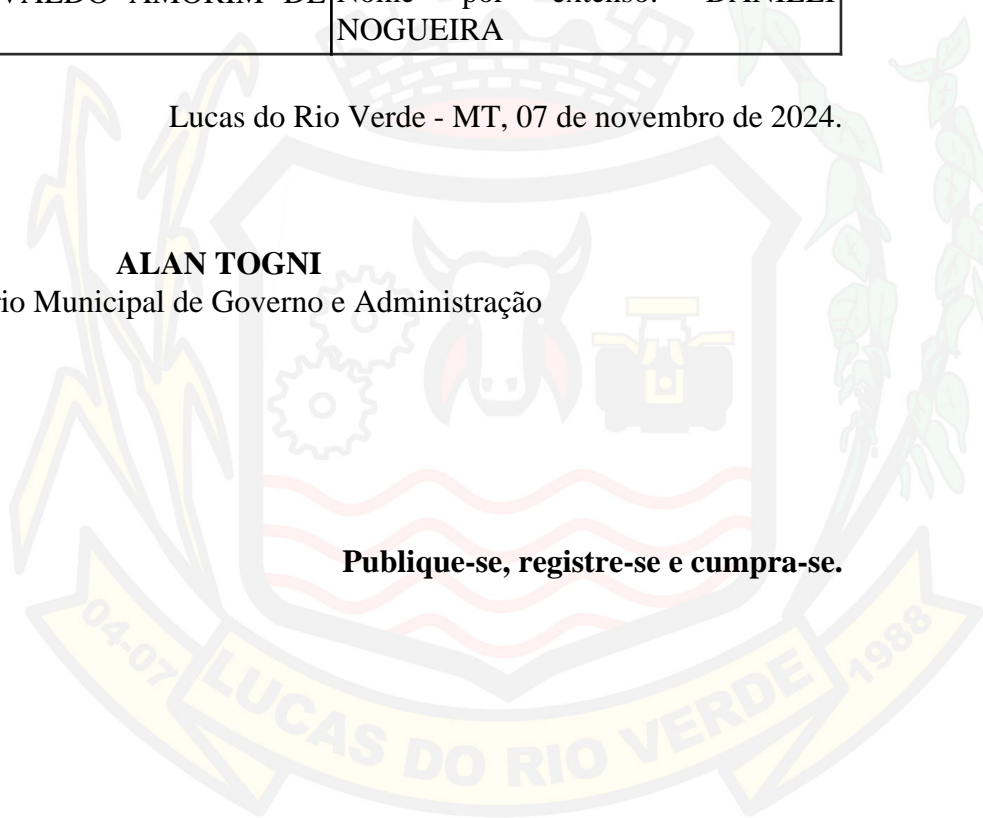 VALDO AMORIM DE Nome por extenso: DANIELI
NOGUEIRA
Lucas do Rio Verde - MT, 07 de novembro de 2024.
ALAN TOGNI
rio Municipal de Governo e Administração
Publique-se, registre-se e cumpra-se.
04-07 LUCAS DO RIO VERDE 1988